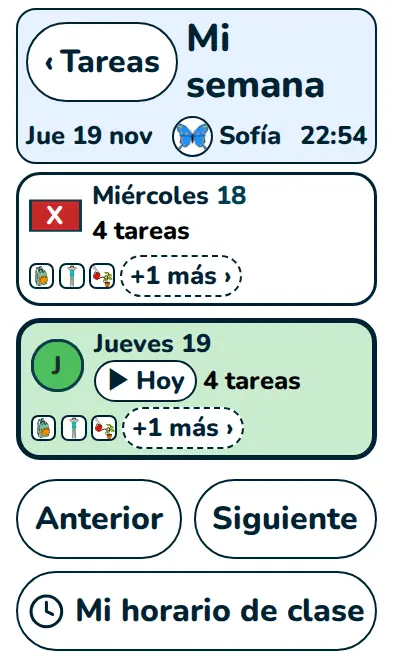 ‹ Tareas
Mi
semana
Jue 19 nov
Sofía
22:54
X
Miércoles 18
4 tareas
+1 más ›
J
Jueves 19
▶ Hoy
4 tareas
+1 más ›
Anterior
Siguiente
Mi horario de clase